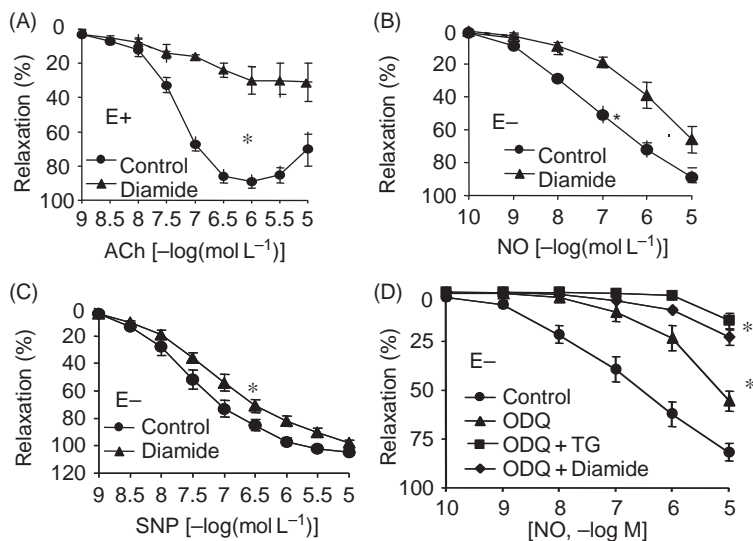 (A)
0
20
40
60
80
100
Relaxation (%)
E+
*
Control
Diamide
9 8.5 8 7.5 7 6.5 6 5.5 5
ACh [–log(mol L⁻¹)]
(B)
0
20
40
60
80
100
Relaxation (%)
E–
*
Control
Diamide
10 9 8 7 6 5
NO [–log(mol L⁻¹)]
(C)
0
20
40
60
80
100
120
Relaxation (%)
E–
*
Control
Diamide
9 8.5 8 7.5 7 6.5 6 5.5 5
SNP [–log(mol L⁻¹)]
(D)
0
25
50
75
100
Relaxation (%)
E–
*
*
Control
ODQ
ODQ + TG
ODQ + Diamide
10 9 8 7 6 5
[NO, –log M]